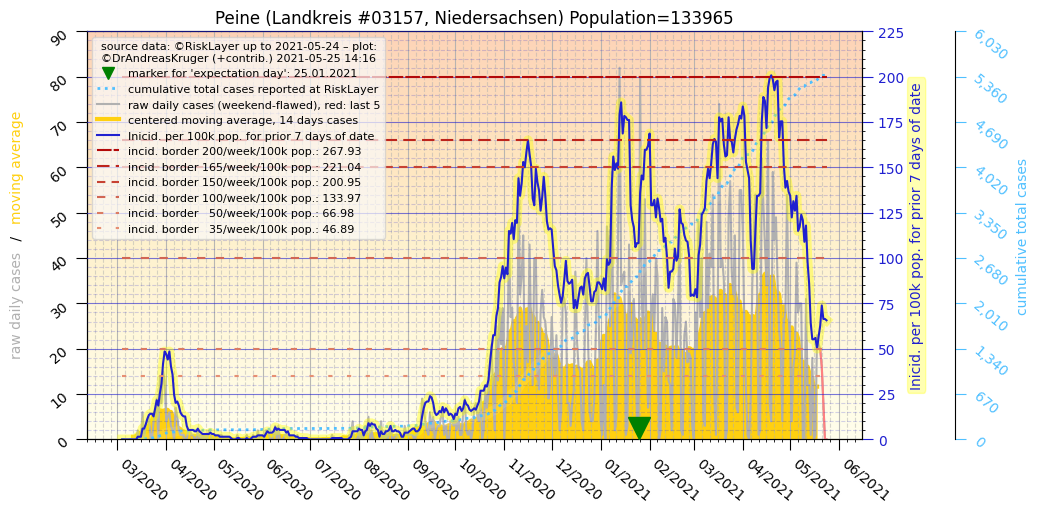 Peine (Landkreis #03157, Niedersachsen) Population=133965
source data: ©RiskLayer up to 2021-05-24 – plot:
©DrAndreasKruger (+contrib.) 2021-05-25 14:16
marker for 'expectation day': 25.01.2021
cumulative total cases reported at RiskLayer
raw daily cases (weekend-flawed), red: last 5
centered moving average, 14 days cases
Inicid. per 100k pop. for prior 7 days of date
incid. border 200/week/100k pop.: 267.93
incid. border 165/week/100k pop.: 221.04
incid. border 150/week/100k pop.: 200.95
incid. border 100/week/100k pop.: 133.97
incid. border 50/week/100k pop.: 66.98
incid. border 35/week/100k pop.: 46.89
raw daily cases / moving average
90
80
70
60
50
40
30
20
10
0
225
200
175
150
125
100
75
50
25
0
Inicid. per 100k pop. for prior 7 days of date
6,030
5,360
4,690
4,020
3,350
2,680
2,010
1,340
670
0
cumulative total cases
03/2020
04/2020
05/2020
06/2020
07/2020
08/2020
09/2020
10/2020
11/2020
12/2020
01/2021
02/2021
03/2021
04/2021
05/2021
06/2021